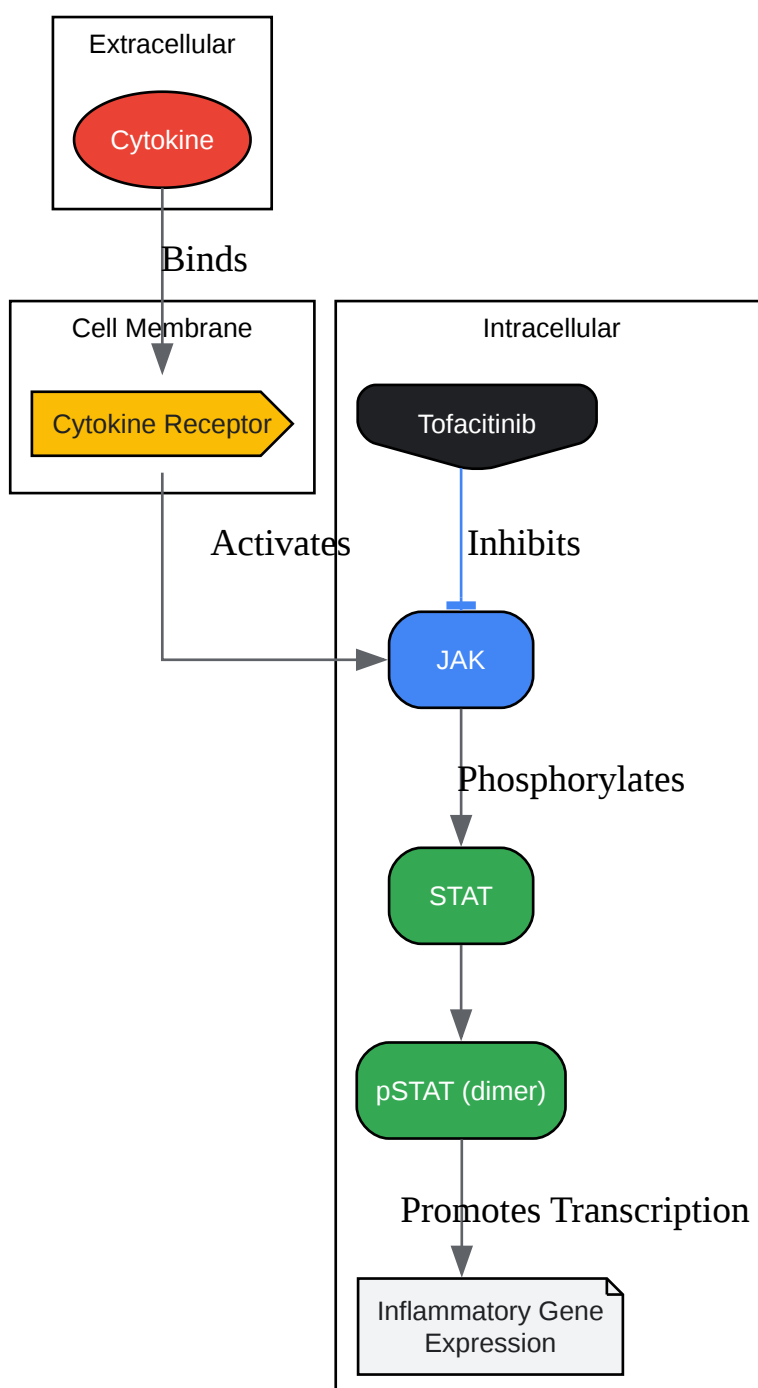 Extracellular
Cytokine
Binds
Cell Membrane
Intracellular
Cytokine Receptor
Tofacitinib
Activates
Inhibits
JAK
Phosphorylates
STAT
pSTAT (dimer)
Promotes Transcription
Inflammatory Gene
Expression